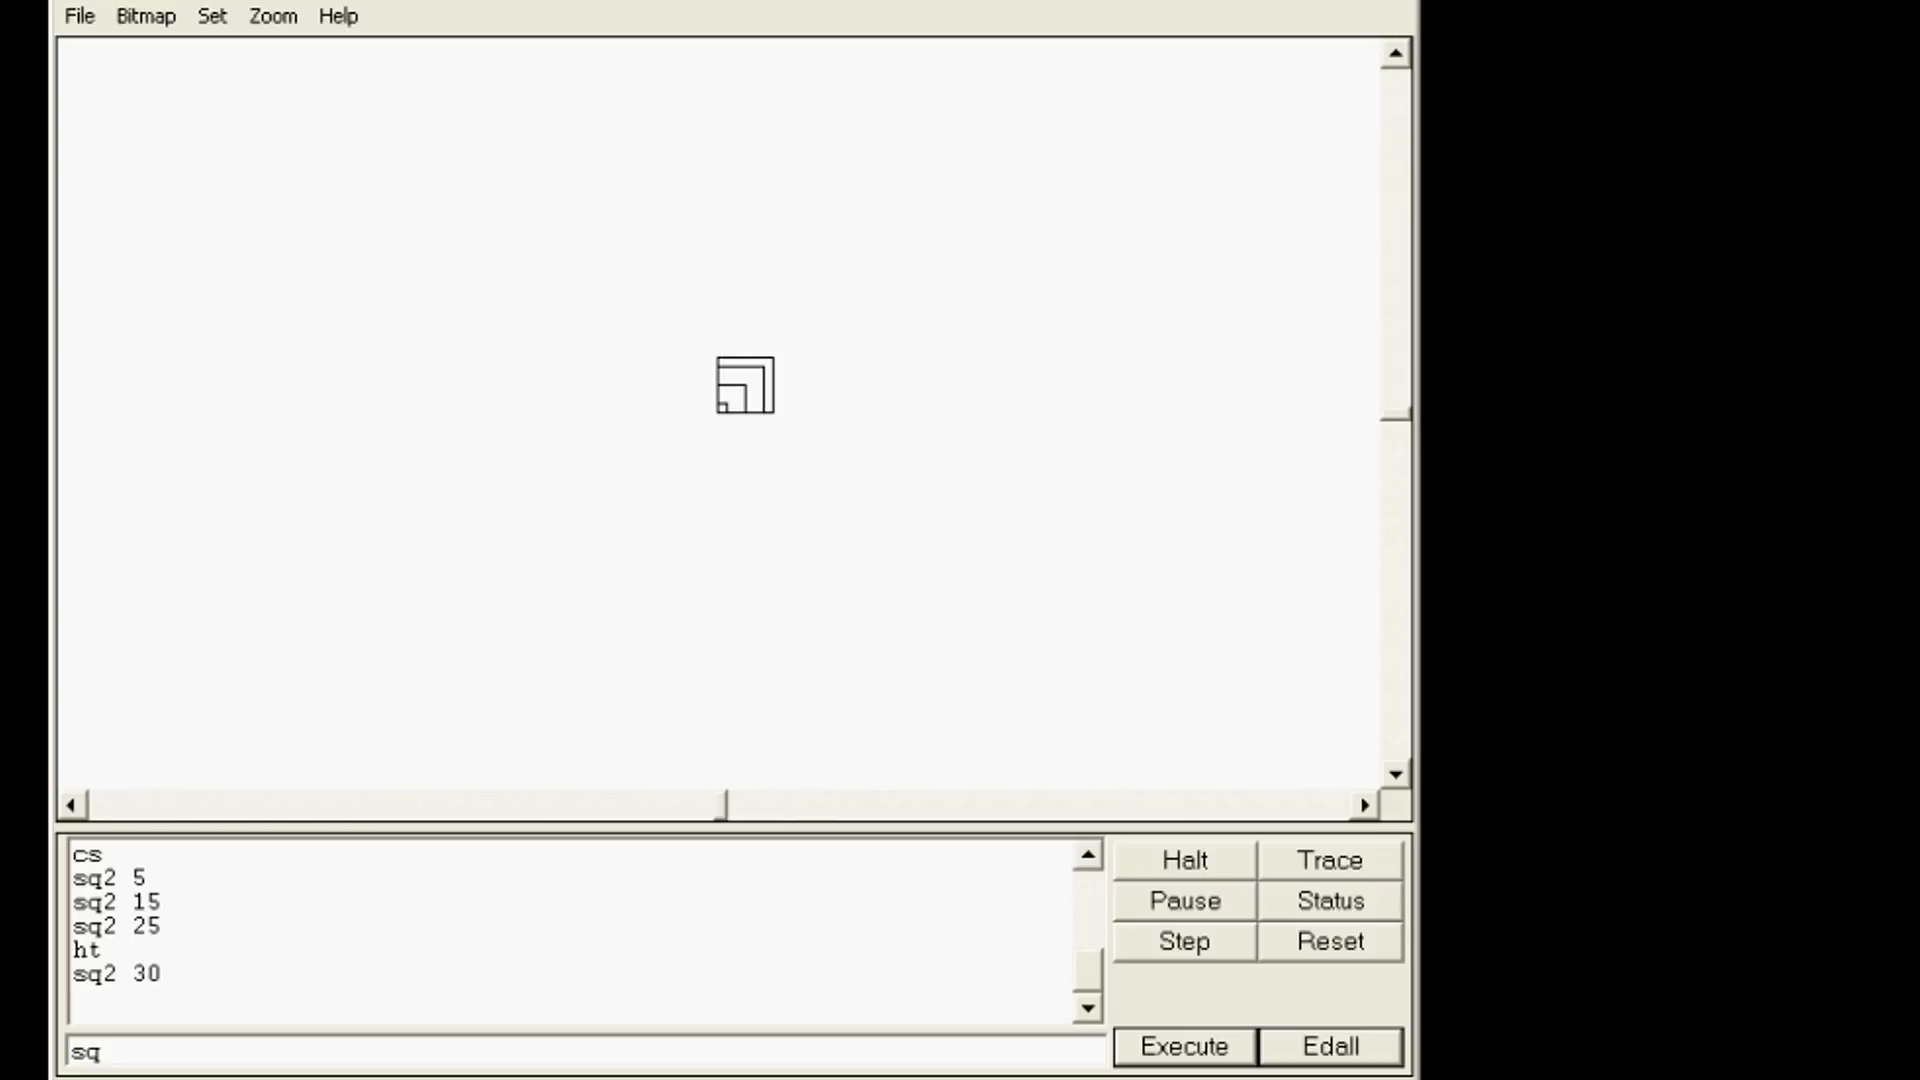 File Bitmap Set Zoom Help
cs
sq2 5
sq2 15
sq2 25
ht
sq2 30
sq
Halt Trace
Pause Status
Step Reset
Execute Edall